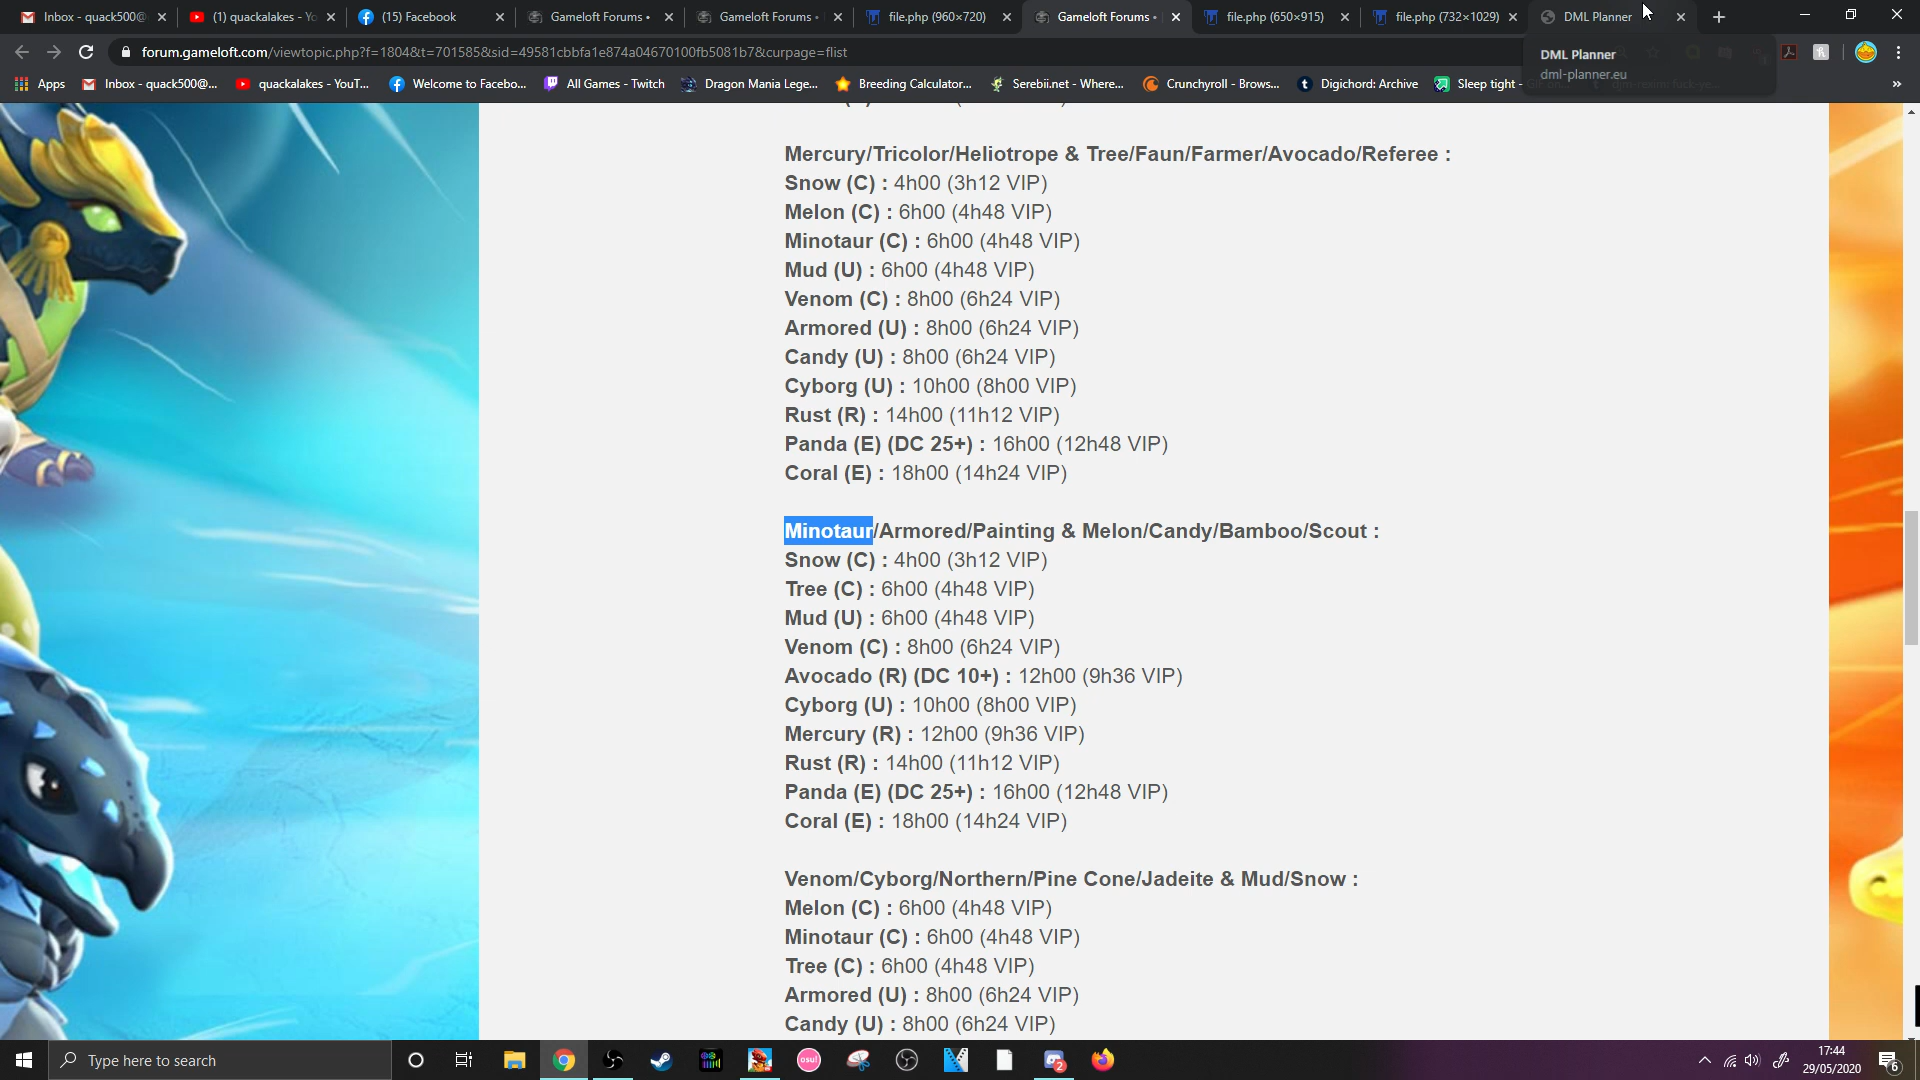 Inbox - quack500@
(1) quackalakes - Yo
(15) Facebook
Gameloft Forums •
Gameloft Forums •
file.php (960×720)
Gameloft Forums •
file.php (650×915)
file.php (732×1029)
DML Planner
forum.gameloft.com/viewtopic.php?f=1804&t=701585&sid=49581cbbfa1e874a04670100fb5081b7&curpage=flist
DML Planner
dml-planner.eu
Apps
Inbox - quack500@...
quackalakes - YouT...
Welcome to Facebo...
All Games - Twitch
Dragon Mania Lege...
Breeding Calculator...
Serebii.net - Where...
Crunchyroll - Brows...
Digichord: Archive
Sleep tight -
Mercury/Tricolor/Heliotrope & Tree/Faun/Farmer/Avocado/Referee :
Snow (C) : 4h00 (3h12 VIP)
Melon (C) : 6h00 (4h48 VIP)
Minotaur (C) : 6h00 (4h48 VIP)
Mud (U) : 6h00 (4h48 VIP)
Venom (C) : 8h00 (6h24 VIP)
Armored (U) : 8h00 (6h24 VIP)
Candy (U) : 8h00 (6h24 VIP)
Cyborg (U) : 10h00 (8h00 VIP)
Rust (R) : 14h00 (11h12 VIP)
Panda (E) (DC 25+) : 16h00 (12h48 VIP)
Coral (E) : 18h00 (14h24 VIP)
Minotaur/Armored/Painting & Melon/Candy/Bamboo/Scout :
Snow (C) : 4h00 (3h12 VIP)
Tree (C) : 6h00 (4h48 VIP)
Mud (U) : 6h00 (4h48 VIP)
Venom (C) : 8h00 (6h24 VIP)
Avocado (R) (DC 10+) : 12h00 (9h36 VIP)
Cyborg (U) : 10h00 (8h00 VIP)
Mercury (R) : 12h00 (9h36 VIP)
Rust (R) : 14h00 (11h12 VIP)
Panda (E) (DC 25+) : 16h00 (12h48 VIP)
Coral (E) : 18h00 (14h24 VIP)
Venom/Cyborg/Northern/Pine Cone/Jadeite & Mud/Snow :
Melon (C) : 6h00 (4h48 VIP)
Minotaur (C) : 6h00 (4h48 VIP)
Tree (C) : 6h00 (4h48 VIP)
Armored (U) : 8h00 (6h24 VIP)
Candy (U) : 8h00 (6h24 VIP)
Type here to search
osu!
2
17:44
29/05/2020
6